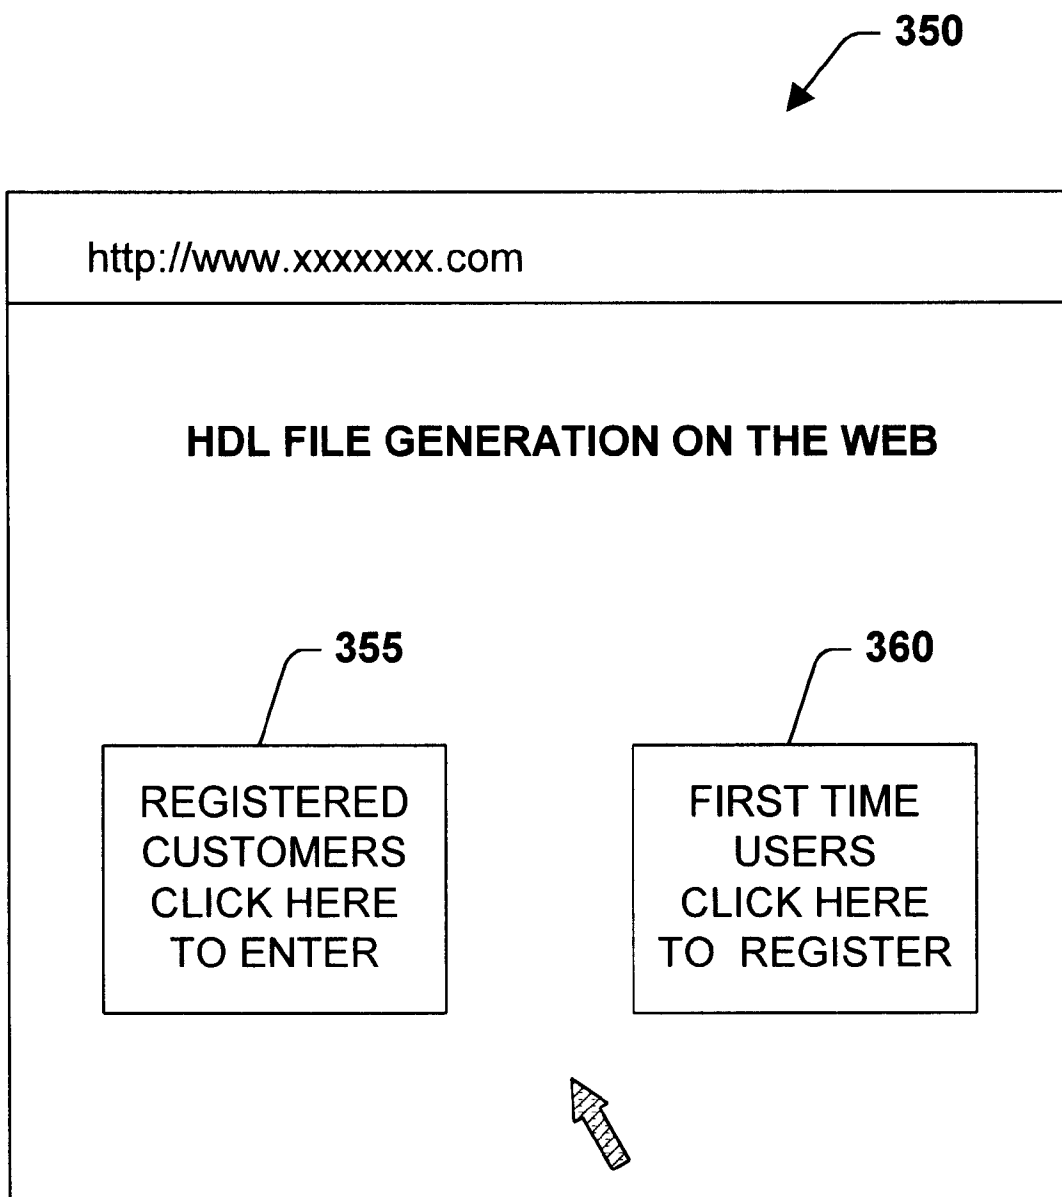 350
http://www.xxxxxxx.com
HDL FILE GENERATION ON THE WEB
355
360
REGISTERED
CUSTOMERS
CLICK HERE
TO ENTER
FIRST TIME
USERS
CLICK HERE
TO REGISTER